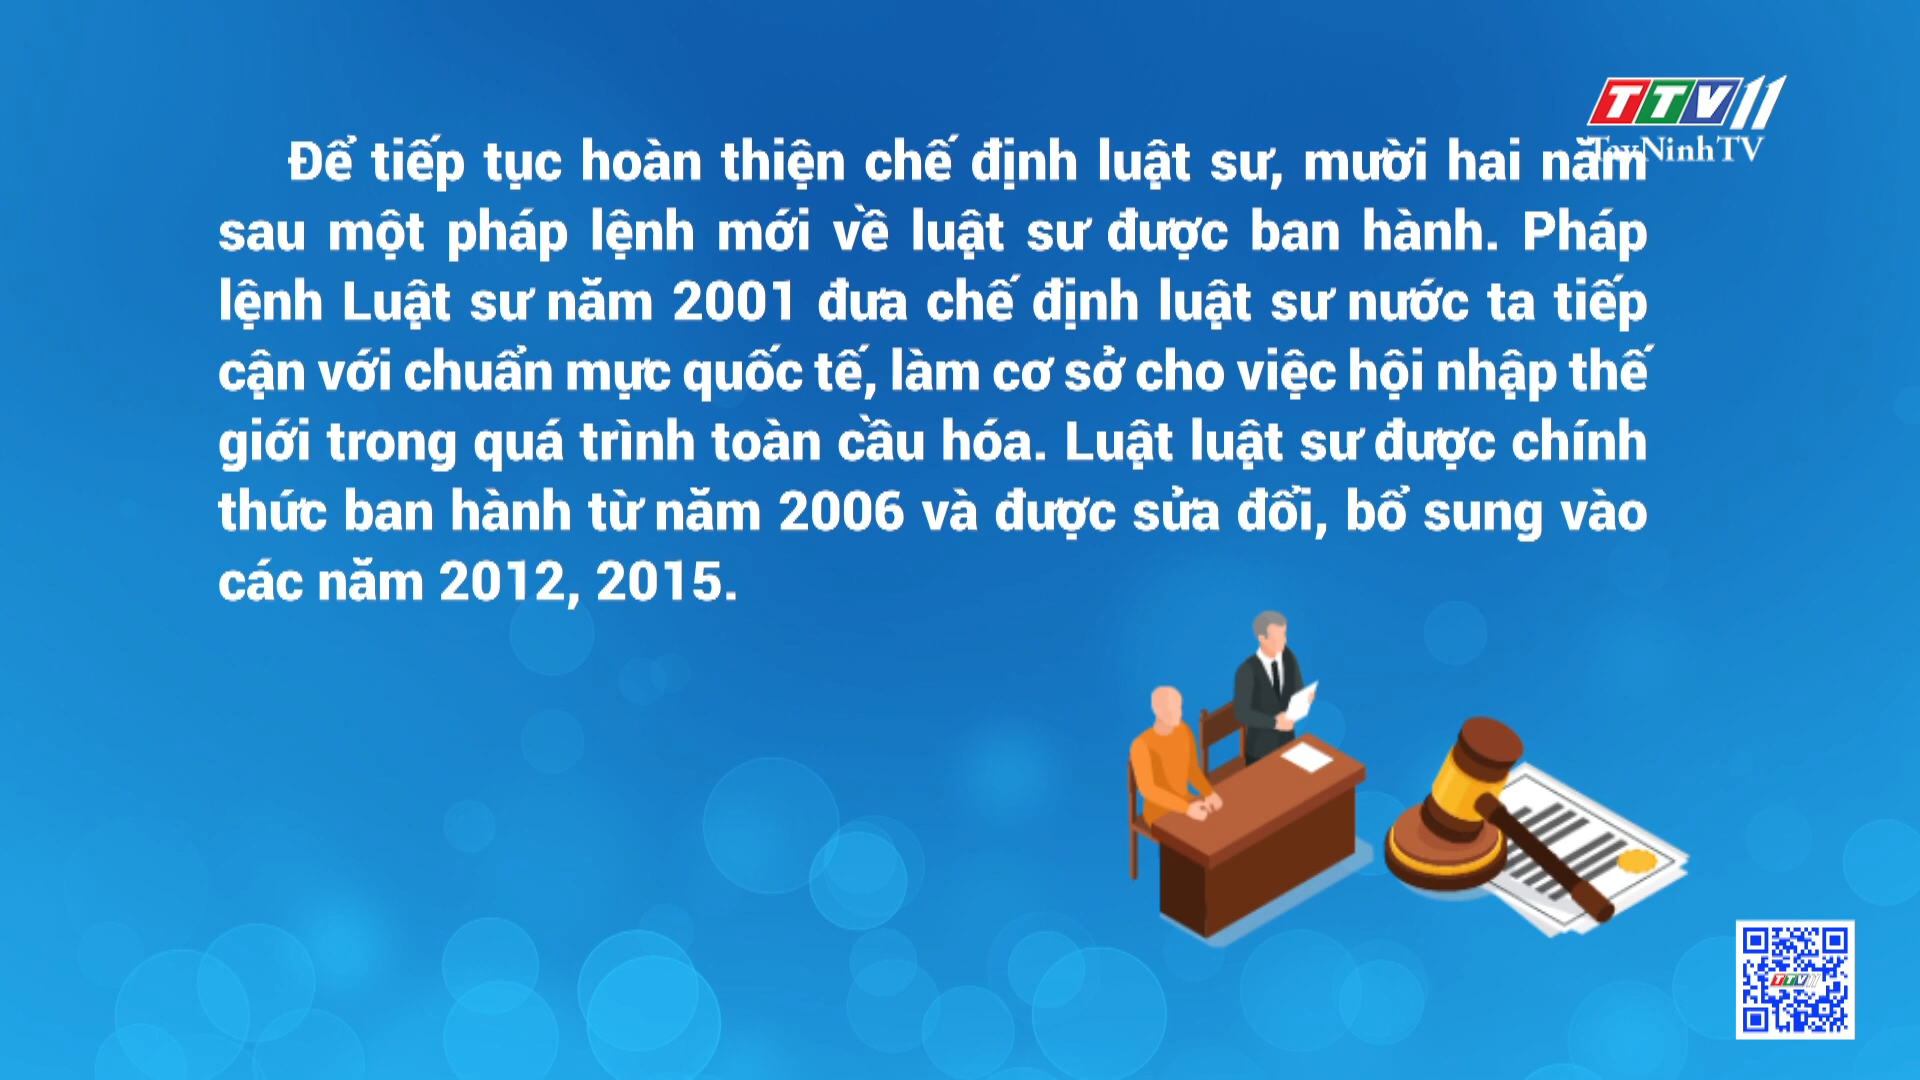 TTV11
TayNinhTV
Để tiếp tục hoàn thiện chế định luật sư, mười hai năm
sau một pháp lệnh mới về luật sư được ban hành. Pháp
lệnh Luật sư năm 2001 đưa chế định luật sư nước ta tiếp
cận với chuẩn mực quốc tế, làm cơ sở cho việc hội nhập thế
giới trong quá trình toàn cầu hóa. Luật luật sư được chính
thức ban hành từ năm 2006 và được sửa đổi, bổ sung vào
các năm 2012, 2015.
TTV11